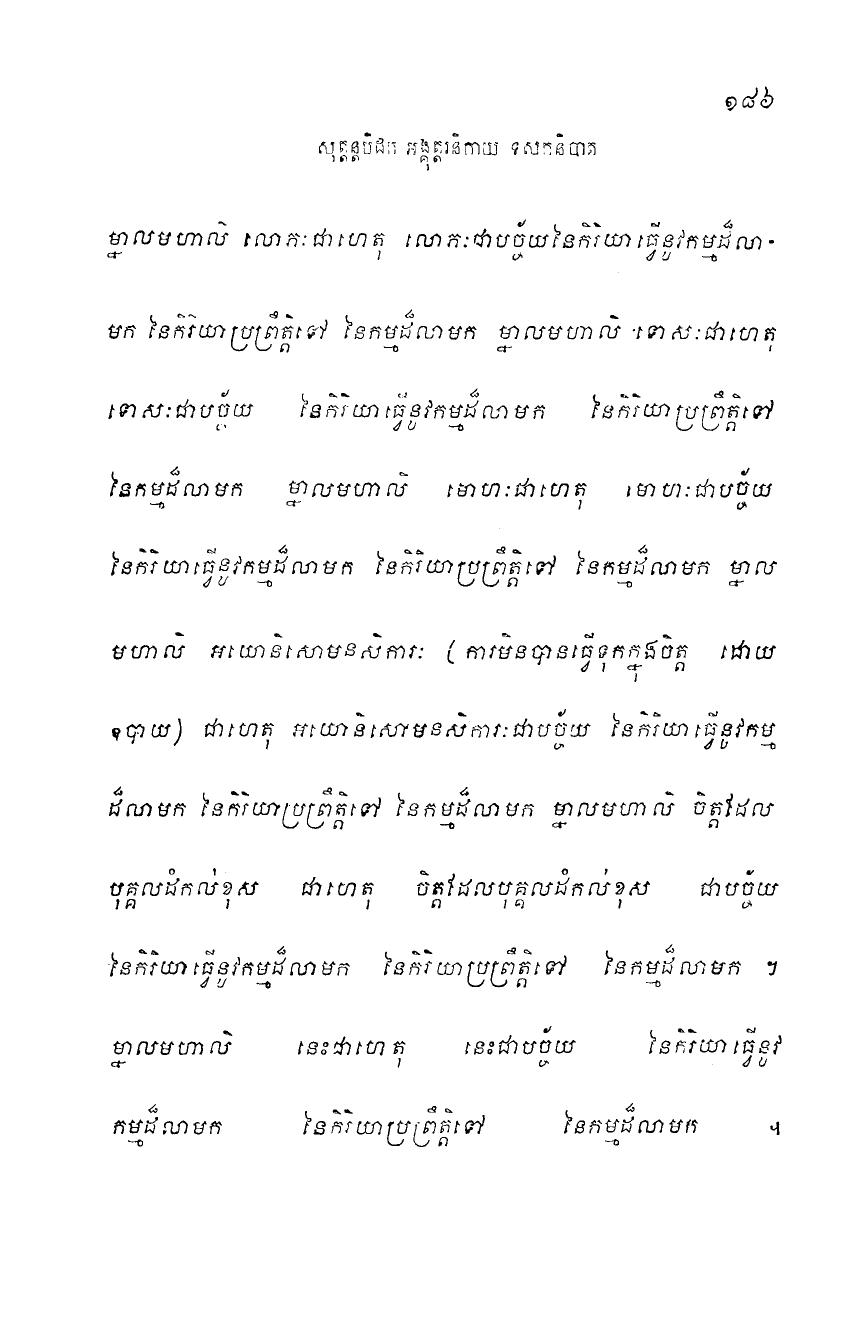 ១៨៦
សុត្តន្តបិដក អង្គុត្តរនិកាយ ទសកនិបាត
ម្នាលមហាលិ លោភៈជាហេតុ លោភៈជាបច្ច័យនៃកិរិយាធ្វើនូវកម្មដ៏លា-
មក នៃកិរិយាប្រព្រឹត្តិទៅ នៃកម្មដ៏លាមក ម្នាលមហាលិ ទោសៈជាហេតុ
ទោសៈជាបច្ច័យ នៃកិរិយាធ្វើនូវកម្មដ៏លាមក នៃកិរិយាប្រព្រឹត្តិទៅ
នៃកម្មដ៏លាមក ម្នាលមហាលិ មោហៈជាហេតុ មោហៈជាបច្ច័យ
នៃកិរិយាធ្វើនូវកម្មដ៏លាមក នៃកិរិយាប្រព្រឹត្តិទៅ នៃកម្មដ៏លាមក ម្នាល
មហាលិ អយោនិសោមនសិការៈ (ការមិនបានធ្វើទុកក្នុងចិត្ត ដោយ
ឧបាយ) ជាហេតុ អយោនិសោមនសិការៈជាបច្ច័យ នៃកិរិយាធ្វើនូវកម្ម
ដ៏លាមក នៃកិរិយាប្រព្រឹត្តិទៅ នៃកម្មដ៏លាមក ម្នាលមហាលិ ចិត្តដែល
បុគ្គលដំកល់ខុស ជាហេតុ ចិត្តដែលបុគ្គលដំកល់ខុស ជាបច្ច័យ
នៃកិរិយាធ្វើនូវកម្មដ៏លាមក នៃកិរិយាប្រព្រឹត្តិទៅ នៃកម្មដ៏លាមក ។
ម្នាលមហាលិ នេះជាហេតុ នេះជាបច្ច័យ នៃកិរិយាធ្វើនូវ
កម្មដ៏លាមក នៃកិរិយាប្រព្រឹត្តិទៅ នៃកម្មដ៏លាមក ។